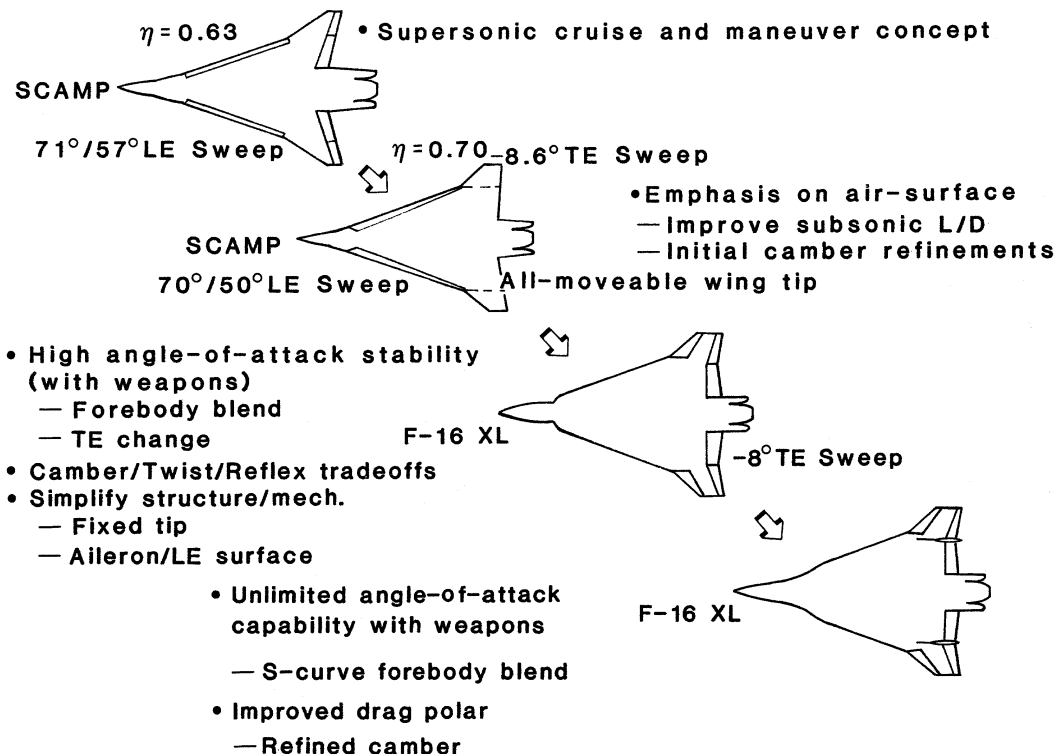 η = 0.63
• Supersonic cruise and maneuver concept
SCAMP
71°/57° LE Sweep
η = 0.70
-8.6° TE Sweep
• Emphasis on air-surface
— Improve subsonic L/D
— Initial camber refinements
SCAMP
70°/50° LE Sweep
All-moveable wing tip
• High angle-of-attack stability
(with weapons)
— Forebody blend
— TE change
F-16 XL
-8° TE Sweep
• Camber/Twist/Reflex tradeoffs
• Simplify structure/mech.
— Fixed tip
— Aileron/LE surface
• Unlimited angle-of-attack
capability with weapons
F-16 XL
— S-curve forebody blend
• Improved drag polar
— Refined camber